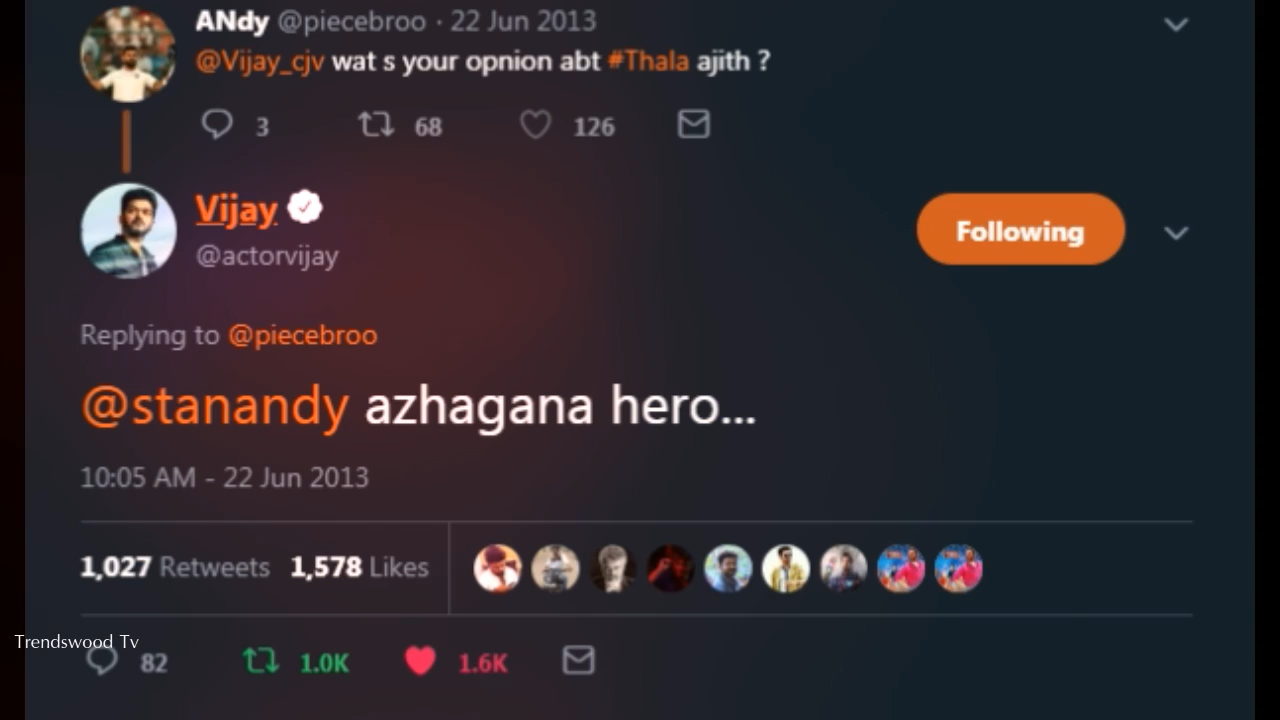 ANdy @piecebroo · 22 Jun 2013
@Vijay_cjv wat s your opnion abt #Thala ajith ?
3 68 126
Vijay
@actorvijay
Following
Replying to @piecebroo
@stanandy azhagana hero...
10:05 AM - 22 Jun 2013
1,027 Retweets 1,578 Likes
Trendswood Tv
82 1.0K 1.6K